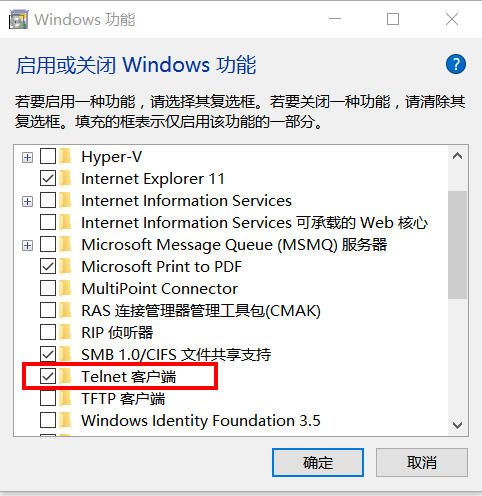 Windows 功能
启用或关闭 Windows 功能
?
若要启用一种功能，请选择其复选框。若要关闭一种功能，请清除其
复选框。填充的框表示仅启用该功能的一部分。
Hyper-V
Internet Explorer 11
Internet Information Services
Internet Information Services 可承载的 Web 核心
Microsoft Message Queue (MSMQ) 服务器
Microsoft Print to PDF
MultiPoint Connector
RAS 连接管理器管理工具包(CMAK)
RIP 侦听器
SMB 1.0/CIFS 文件共享支持
Telnet 客户端
TFTP 客户端
Windows Identity Foundation 3.5
确定
取消